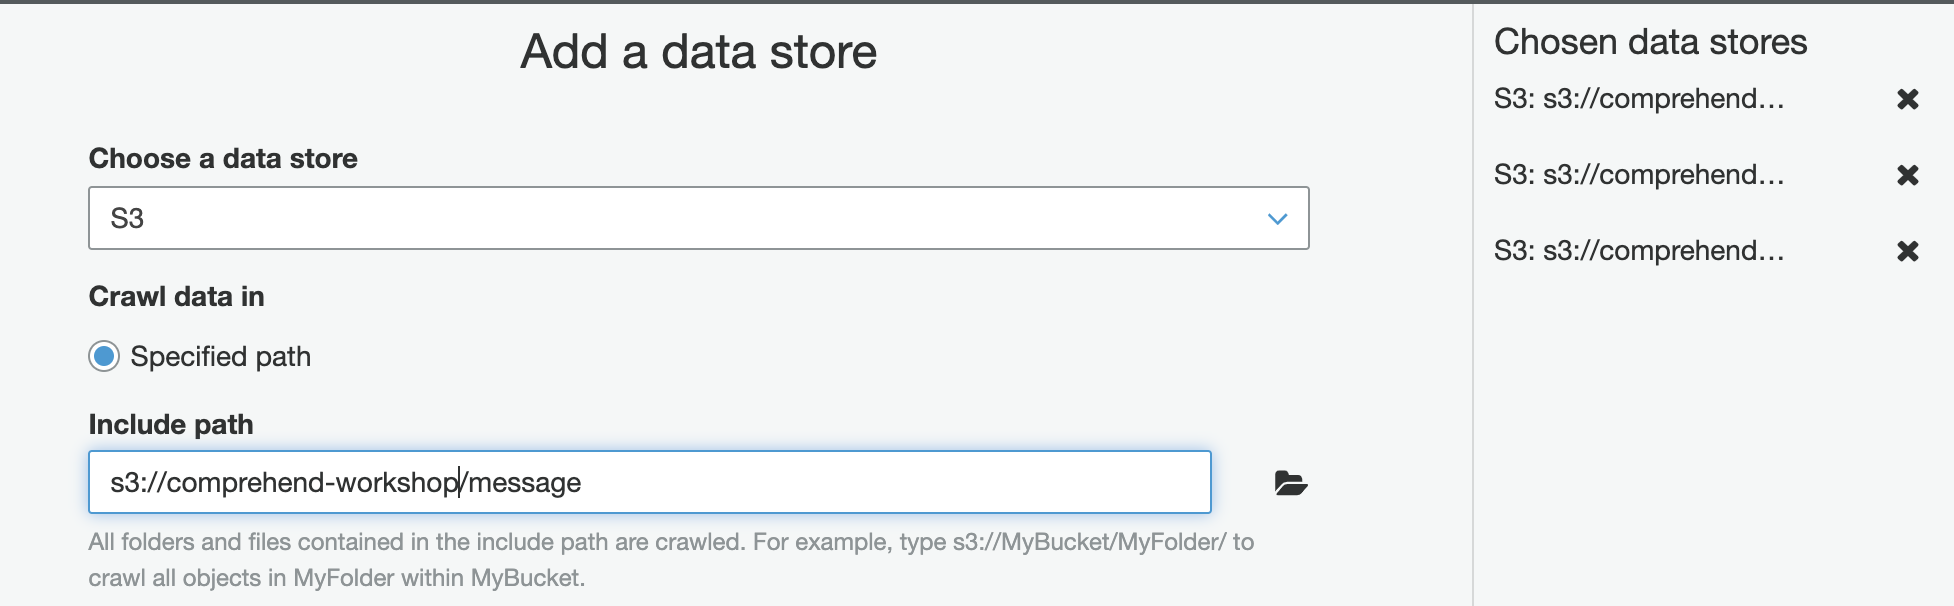 Add a data store
Choose a data store
S3
Crawl data in
Specified path
Include path
s3://comprehend-workshop/message
All folders and files contained in the include path are crawled. For example, type s3://MyBucket/MyFolder/ to
crawl all objects in MyFolder within MyBucket.
Chosen data stores
S3: s3://comprehend...
S3: s3://comprehend...
S3: s3://comprehend...